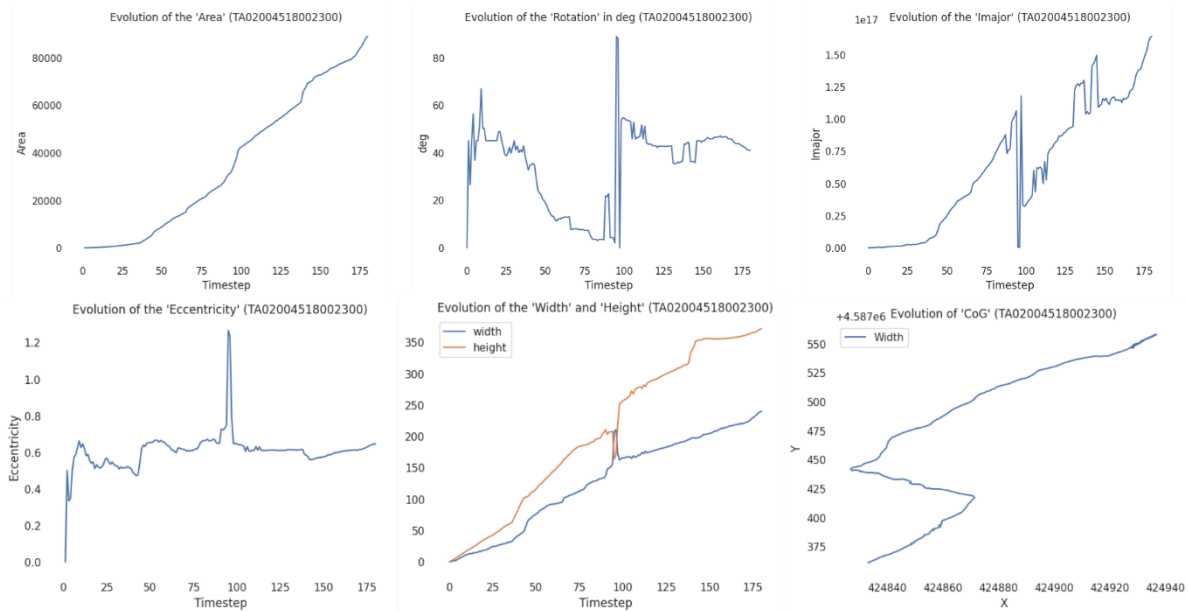 Evolution of the 'Area' (TA02004518002300)
80000
60000
40000
20000
0
Area
0 25 50 75 100 125 150 175
Timestep
Evolution of the 'Rotation' in deg (TA02004518002300)
80
60
40
20
0
deg
0 25 50 75 100 125 150 175
Timestep
Evolution of the 'Imajor' (TA02004518002300)
1e17
1.50
1.25
1.00
0.75
0.50
0.25
0.00
Imajor
0 25 50 75 100 125 150 175
Timestep
Evolution of the 'Eccentricity' (TA02004518002300)
1.2
1.0
0.8
0.6
0.4
0.2
0.0
Eccentricity
0 25 50 75 100 125 150 175
Timestep
Evolution of the 'Width' and 'Height' (TA02004518002300)
width
height
350
300
250
200
150
100
50
0
0 25 50 75 100 125 150 175
Timestep
+4.587e6
Evolution of 'CoG' (TA02004518002300)
Width
550
525
500
475
450
425
400
375
Y
424840 424860 424880 424900 424920 424940
X